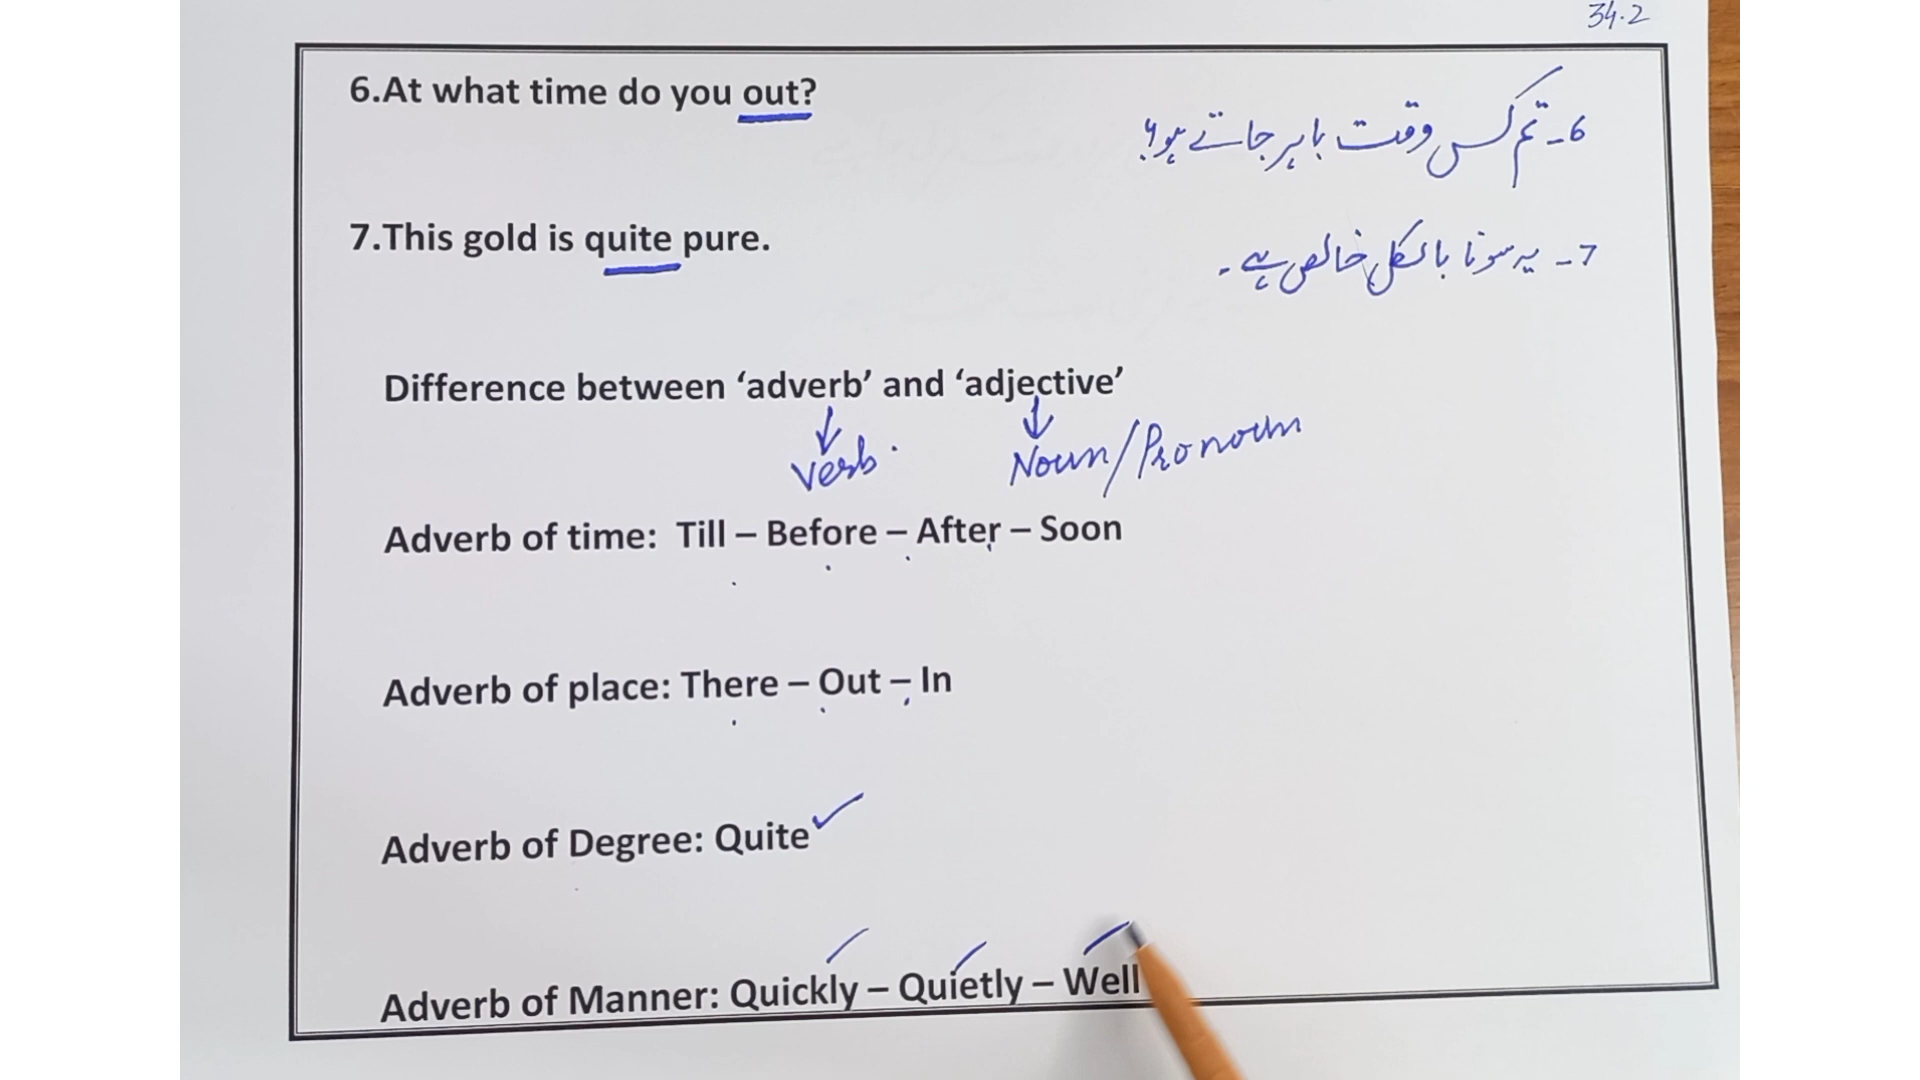 34.2
6.At what time do you out?
6۔ تم کس وقت باہر جاتے ہو؟
7.This gold is quite pure.
7۔ یہ سونا بالکل خالص ہے۔
Difference between ‘adverb’ and ‘adjective’
Verb. Noun/Pronoun
Adverb of time: Till – Before – After – Soon
Adverb of place: There – Out – In
Adverb of Degree: Quite
Adverb of Manner: Quickly – Quietly – Well